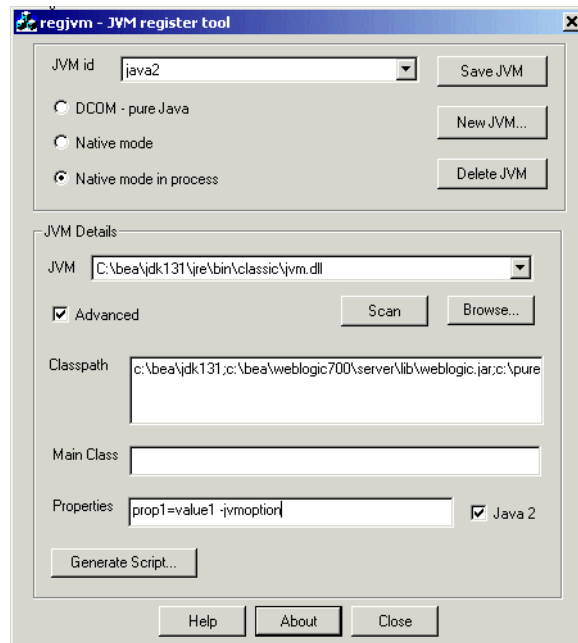 regjvm - JVM register tool
JVM id java2 Save JVM
DCOM - pure Java
New JVM...
Native mode
Native mode in process Delete JVM
JVM Details
JVM C:\bea\jdk131\jre\bin\classic\jvm.dll
Advanced Scan Browse...
Classpath c:\bea\jdk131;c:\bea\weblogic700\server\lib\weblogic.jar;c:\pure
Main Class
Properties prop1=value1 -jvmoption Java 2
Generate Script...
Help About Close